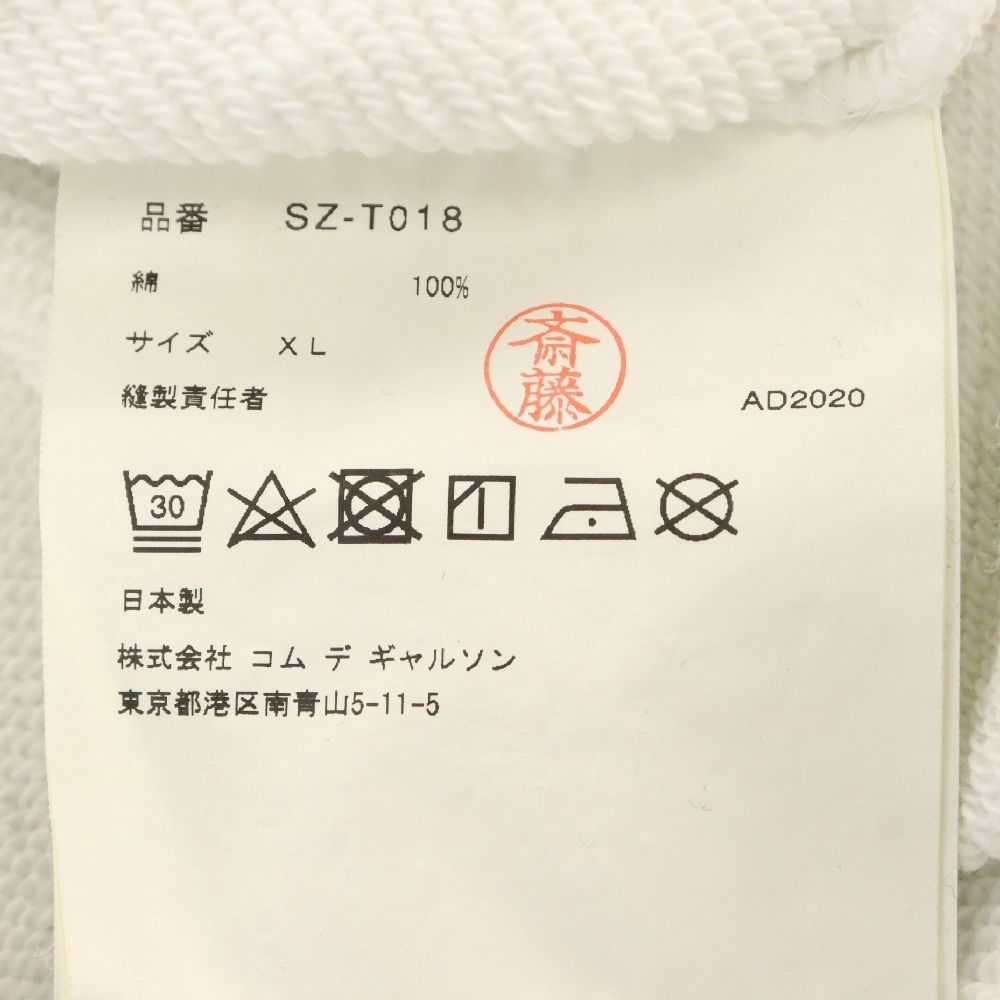 品番 SZ-T018
綿 100%
サイズ XL
斎藤
縫製責任者 AD2020
30
日本製
株式会社 コム デ ギャルソン
東京都港区南青山5-11-5